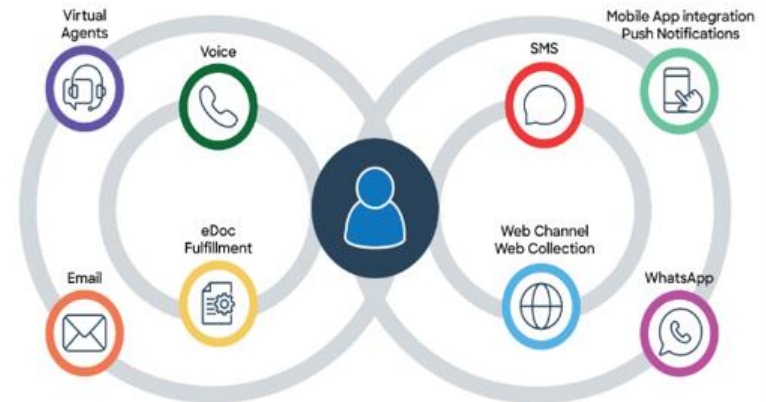 Virtual
Agents
Voice
SMS
Mobile App integration
Push Notifications
eDoc
Fulfillment
Web Channel
Web Collection
Email
WhatsApp